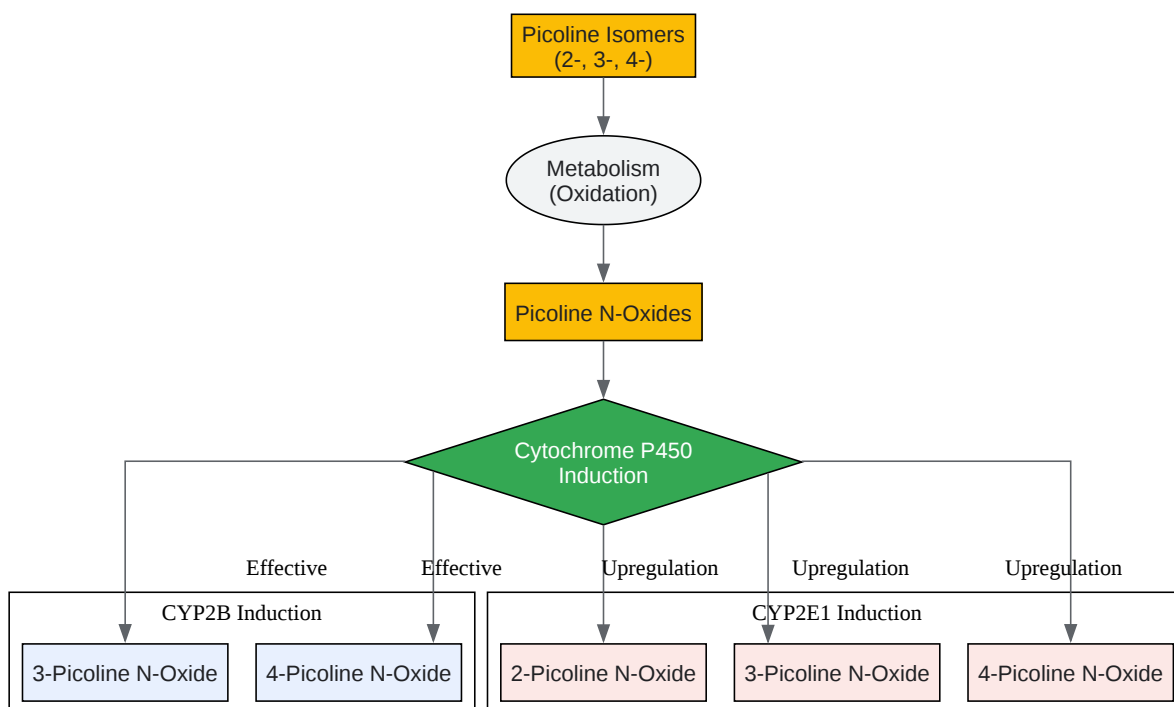 Picoline Isomers
(2-, 3-, 4-)
Metabolism
(Oxidation)
Picoline N-Oxides
Cytochrome P450
Induction
Effective
Effective
Upregulation
Upregulation
Upregulation
CYP2B Induction
CYP2E1 Induction
3-Picoline N-Oxide
4-Picoline N-Oxide
2-Picoline N-Oxide
3-Picoline N-Oxide
4-Picoline N-Oxide